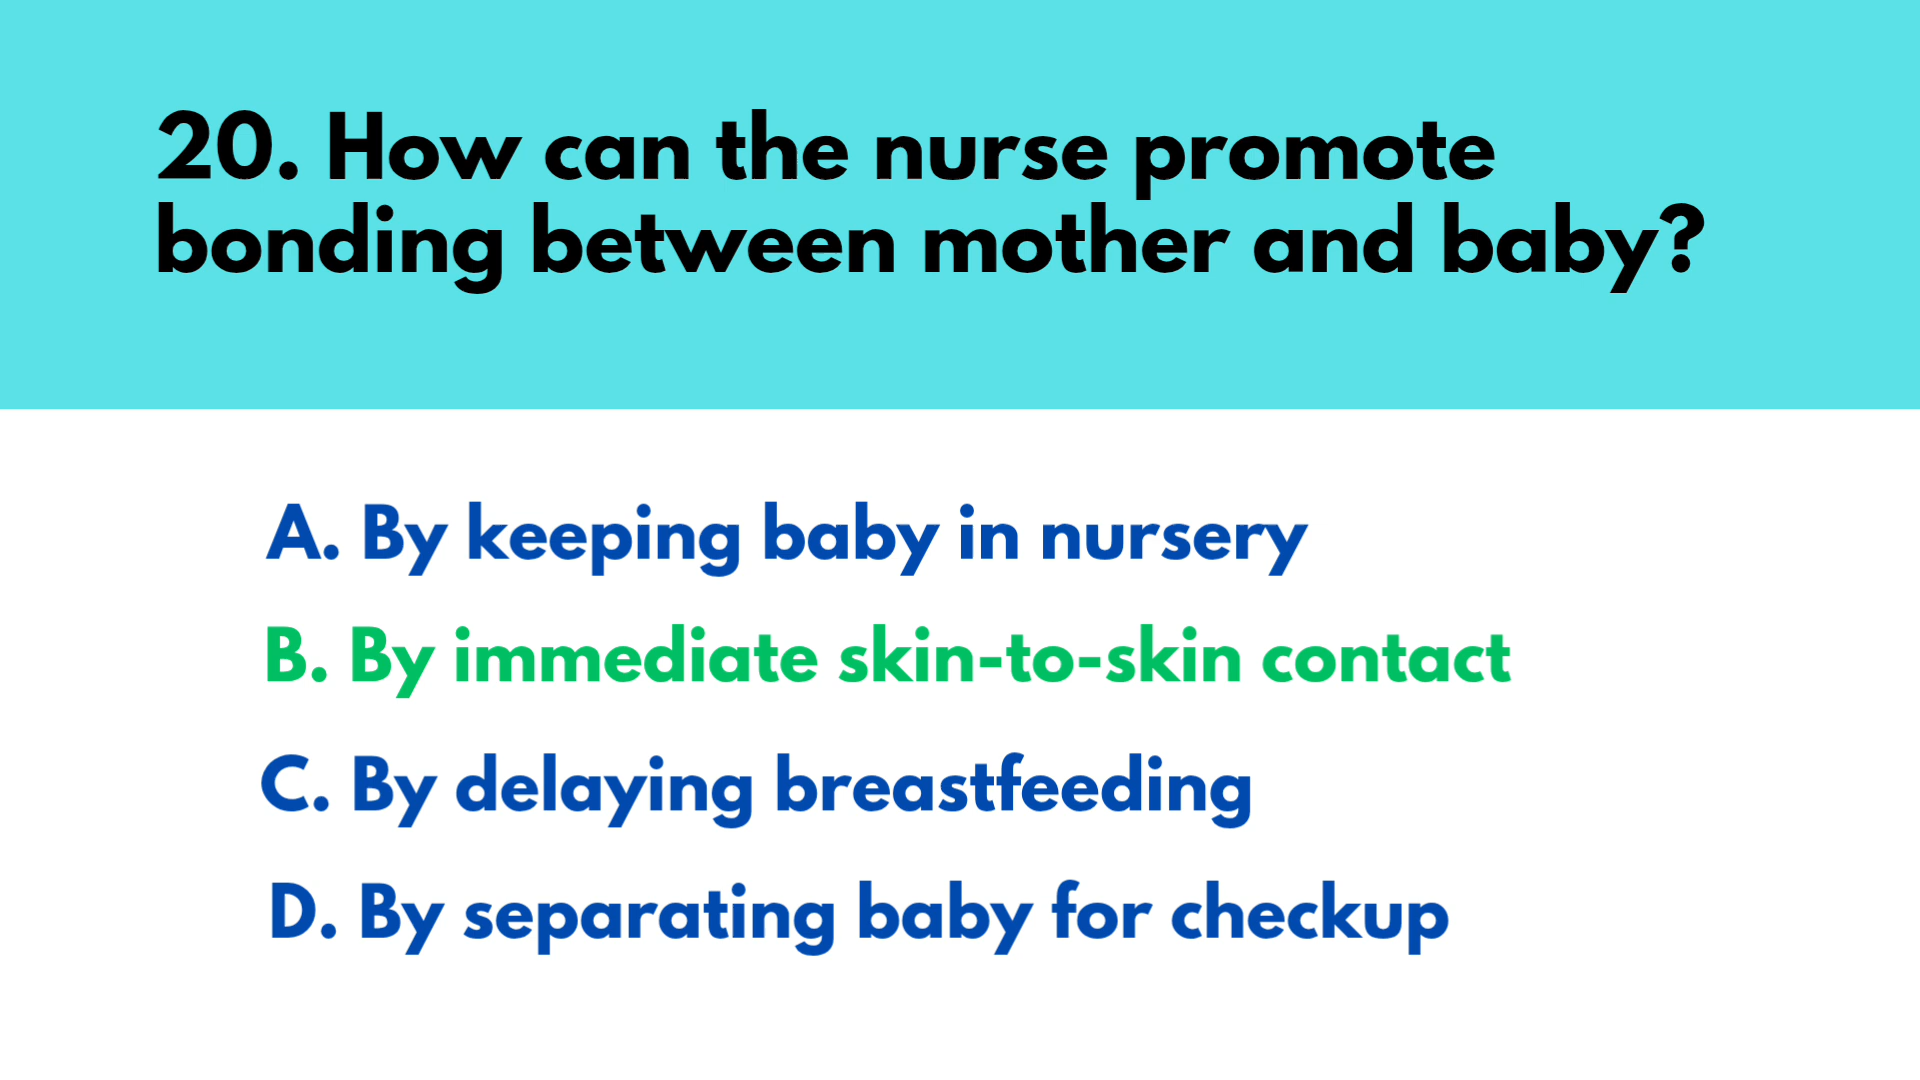 20. How can the nurse promote
bonding between mother and baby?
A. By keeping baby in nursery
B. By immediate skin-to-skin contact
C. By delaying breastfeeding
D. By separating baby for checkup